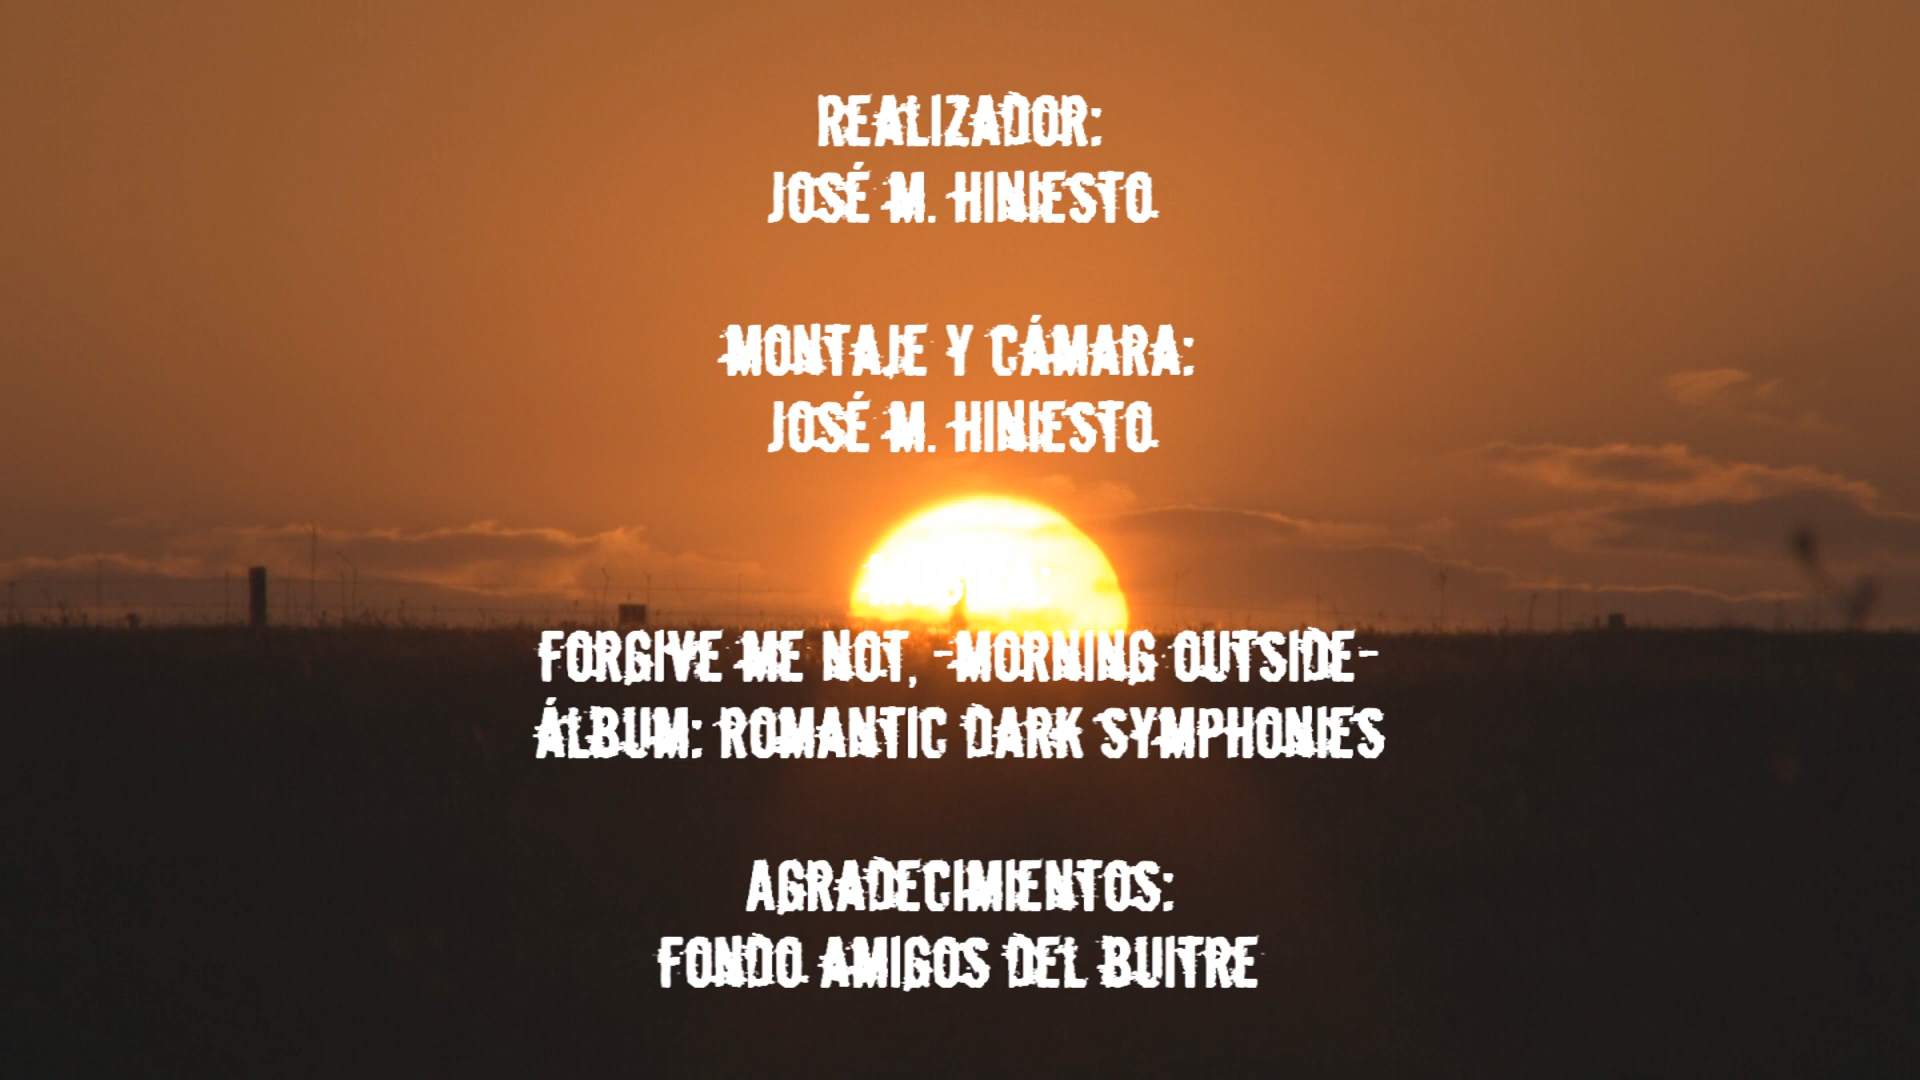 REALIZADOR:
JOSÉ M. HINIESTO
MONTAJE Y CÁMARA:
JOSÉ M. HINIESTO
MÚSICA:
FORGIVE ME NOT, -MORNING OUTSIDE-
ÁLBUM: ROMANTIC DARK SYMPHONIES
AGRADECIMIENTOS:
FONDO AMIGOS DEL BUITRE